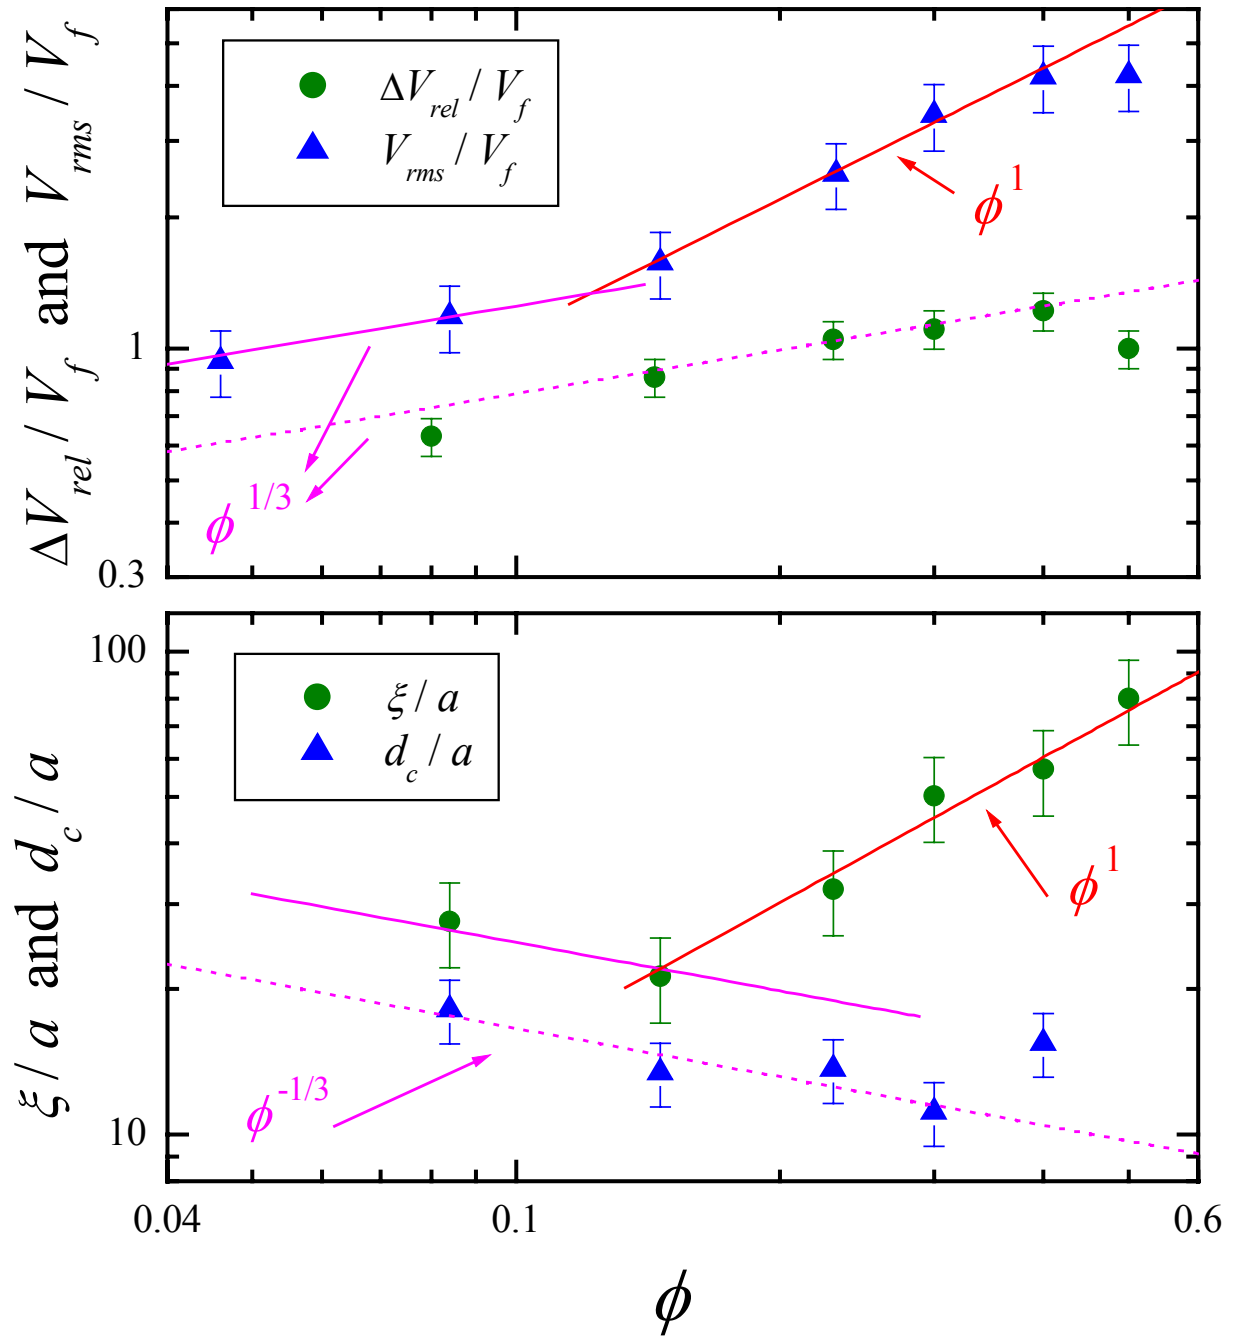 ΔV_rel / V_f and V_rms / V_f
ΔV_rel / V_f
V_rms / V_f
ϕ^1
1
ϕ^1/3
0.3
ξ/a and d_c/a
100
ξ/a
d_c/a
ϕ^1
ϕ^-1/3
10
0.04 0.1 0.6
ϕ